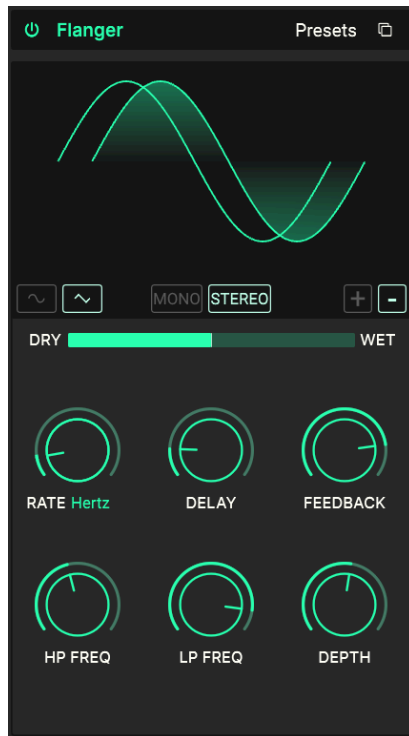 Flanger Presets
MONO STEREO + -
DRY WET
RATE Hertz DELAY FEEDBACK
HP FREQ LP FREQ DEPTH